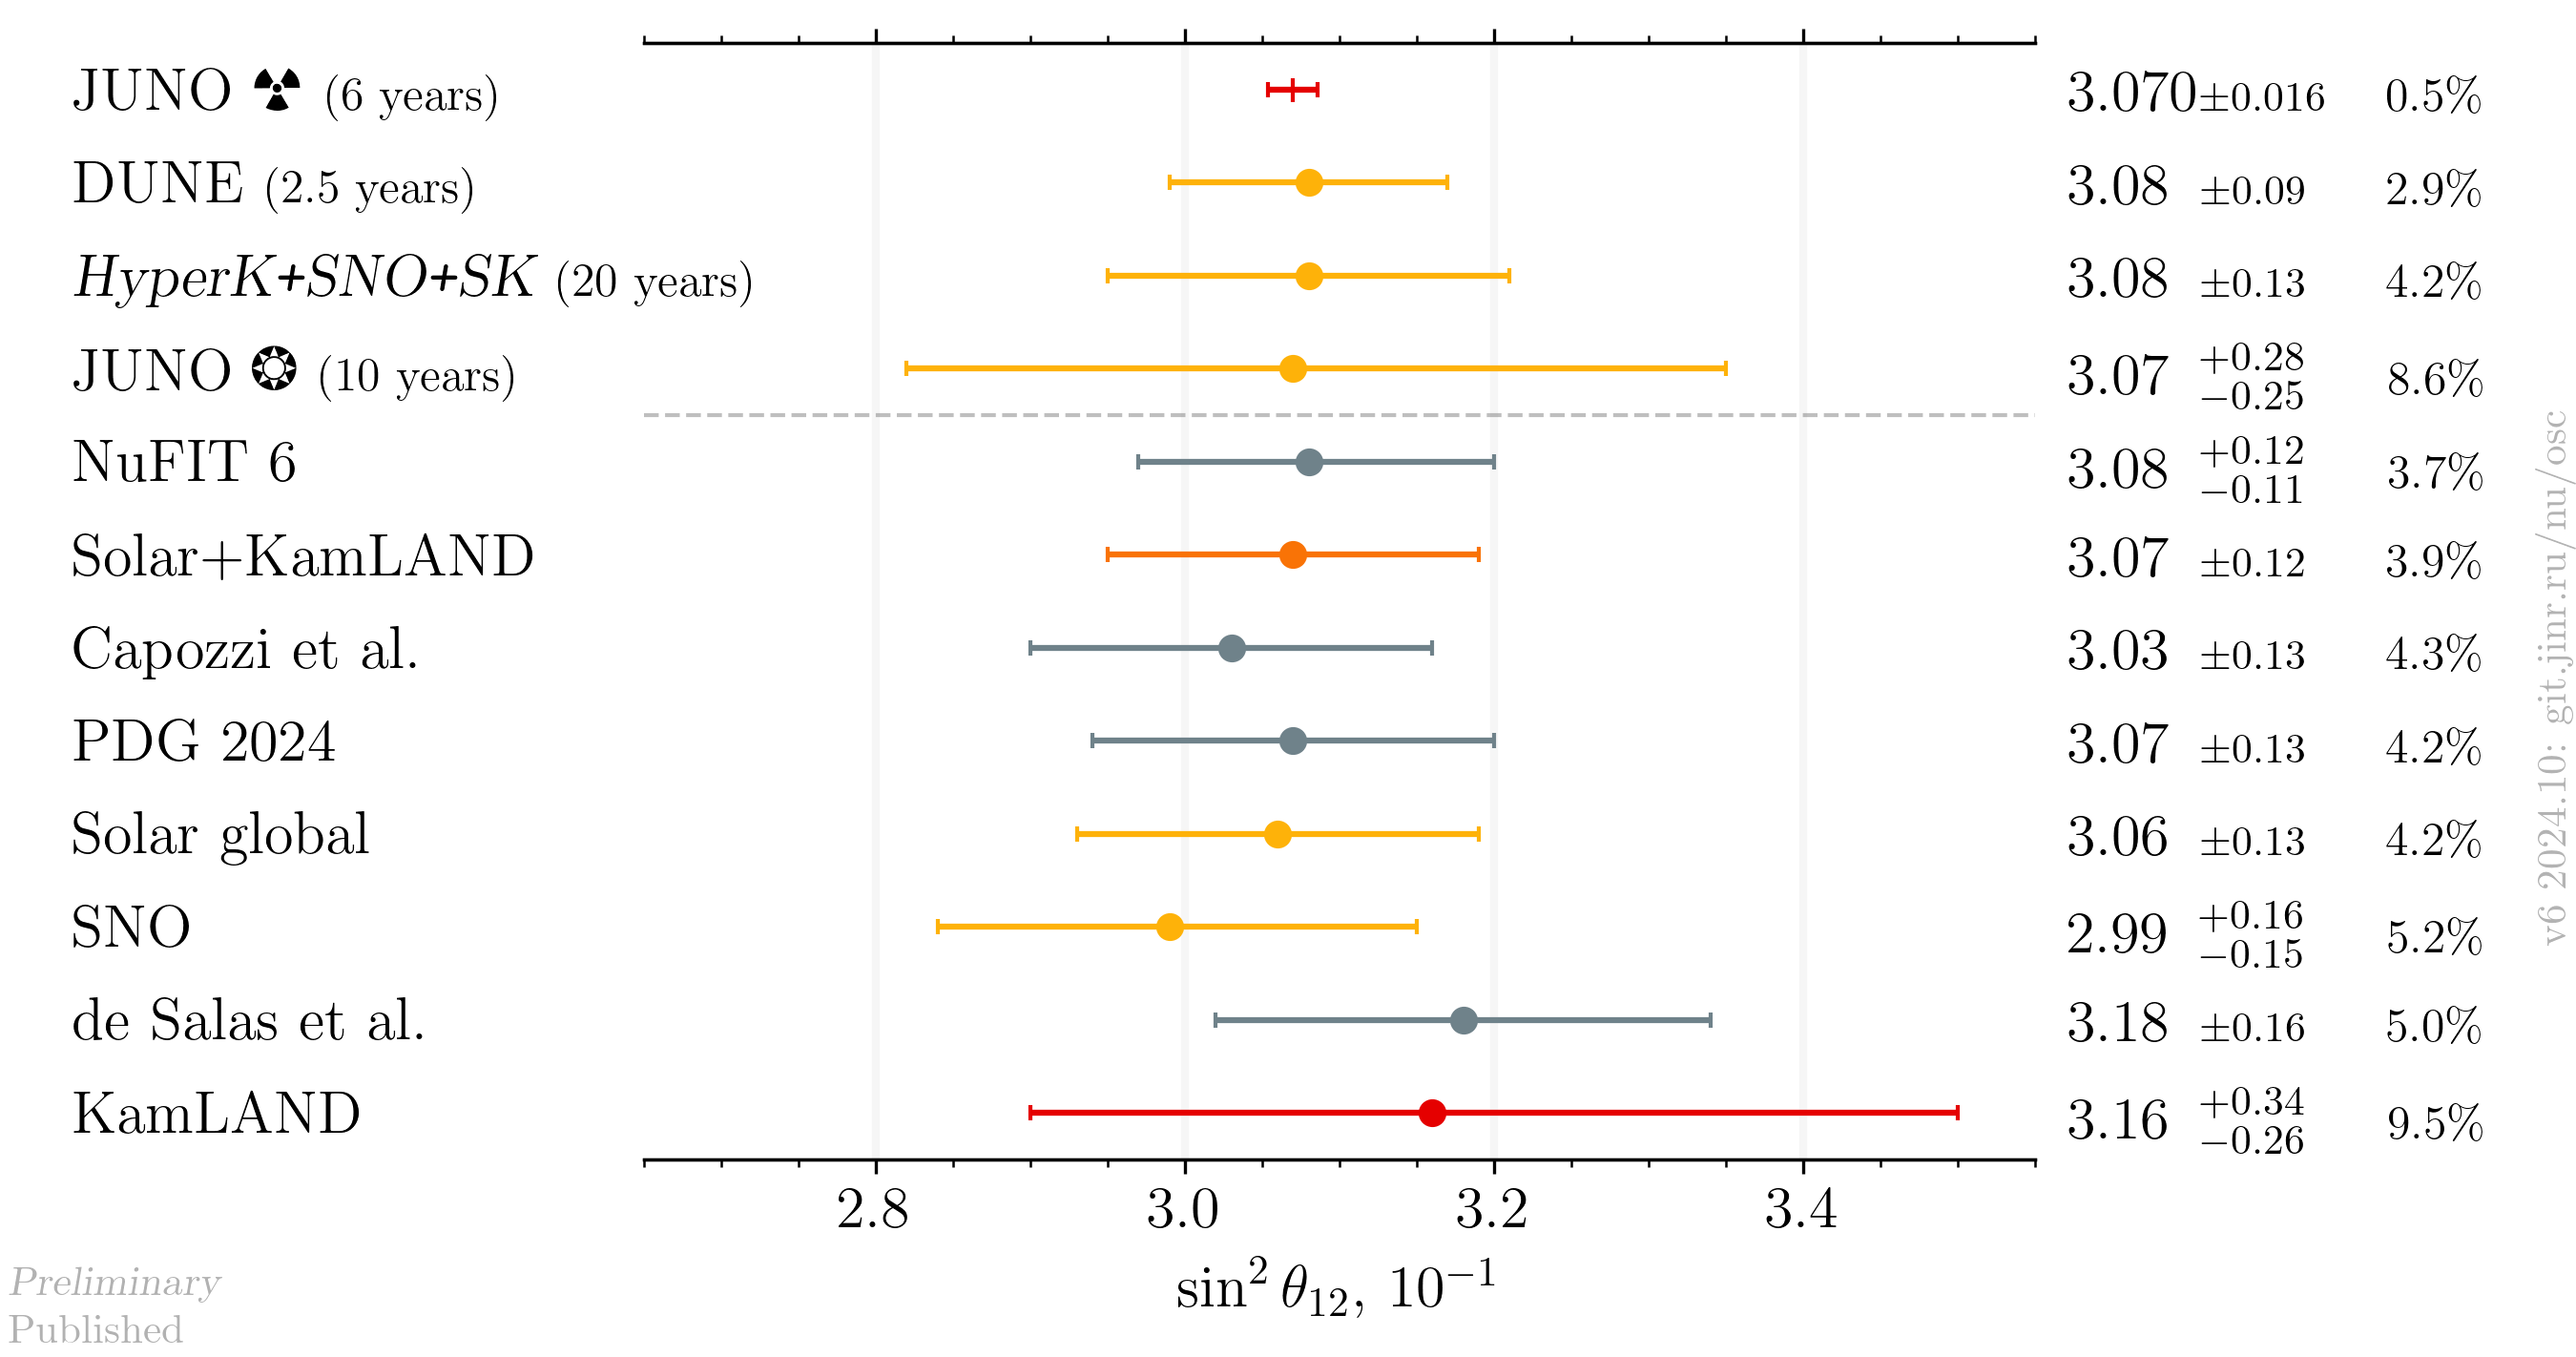 JUNO ☢ (6 years) 3.070±0.016 0.5%
DUNE (2.5 years) 3.08 ±0.09 2.9%
HyperK+SNO+SK (20 years) 3.08 ±0.13 4.2%
JUNO (10 years) 3.07 +0.28 −0.25 8.6%
NuFIT 6 3.08 +0.12 −0.11 3.7%
Solar+KamLAND 3.07 ±0.12 3.9%
Capozzi et al. 3.03 ±0.13 4.3%
PDG 2024 3.07 ±0.13 4.2%
Solar global 3.06 ±0.13 4.2%
SNO 2.99 +0.16 −0.15 5.2%
de Salas et al. 3.18 ±0.16 5.0%
KamLAND 3.16 +0.34 −0.26 9.5%
2.8 3.0 3.2 3.4
sin² θ₁₂, 10⁻¹
Preliminary
Published
v6 2024.10: git.jinr.ru/nu/osc